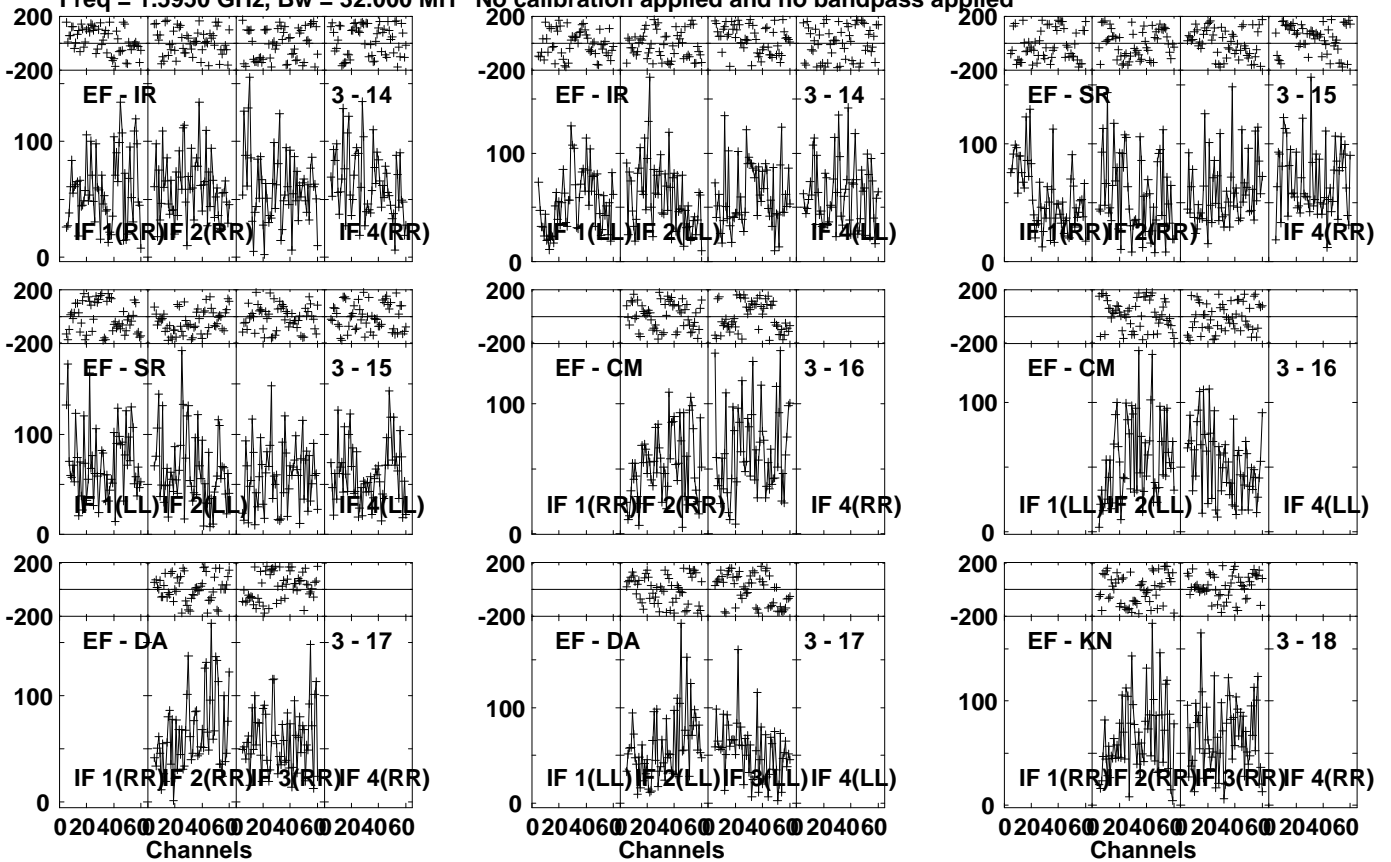 Freq = 1.5950 GHz, Bw = 32.000 MH No calibration applied and no bandpass applied
200 200 200
-200 -200 -200
EF - IR 3 - 14 EF - IR 3 - 14 EF - SR 3 - 15
100 100 100
IF 1(RR) IF 2(RR) IF 4(RR) IF 1(LL) IF 2(LL) IF 4(LL) IF 1(RR) IF 2(RR) IF 4(RR)
0 0 0
200 200 200
-200 -200 -200
EF - SR 3 - 15 EF - CM 3 - 16 EF - CM 3 - 16
100 100 100
IF 1(LL) IF 2(LL) IF 4(LL) IF 1(RR) IF 2(RR) IF 4(RR) IF 1(LL) IF 2(LL) IF 4(LL)
0 0 0
200 200 200
-200 -200 -200
EF - DA 3 - 17 EF - DA 3 - 17 EF - KN 3 - 18
100 100 100
IF 1(RR) IF 2(RR) IF 3(RR) IF 4(RR) IF 1(LL) IF 2(LL) IF 3(LL) IF 4(LL) IF 1(RR) IF 2(RR) IF 3(RR) IF 4(RR)
0 0 0
0 20 40 60 0 20 40 60 0 20 40 60 0 20 40 60 0 20 40 60 0 20 40 60 0 20 40 60 0 20 40 60 0 20 40 60 0 20 40 60 0 20 40 60 0 20 40 60
Channels Channels Channels